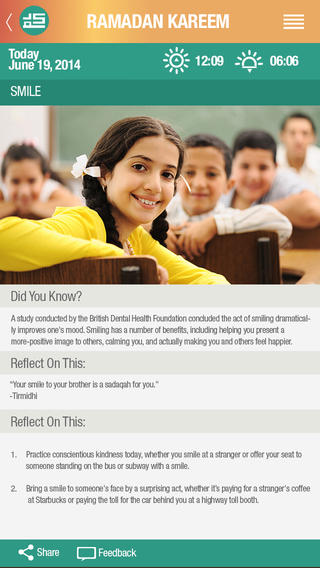 RAMADAN KAREEM
Today
June 19, 2014
12:09
06:06
SMILE
Did You Know?
A study conducted by the British Dental Health Foundation concluded the act of smiling dramatical-
ly improves one's mood. Smiling has a number of benefits, including helping you present a
more-positive image to others, calming you, and actually making you and others feel happier.
Reflect On This:
"Your smile to your brother is a sadaqah for you."
-Tirmidhi
Reflect On This:
1. Practice conscientious kindness today, whether you smile at a stranger or offer your seat to
someone standing on the bus or subway with a smile.
2. Bring a smile to someone's face by a surprising act, whether it's paying for a stranger's coffee
at Starbucks or paying the toll for the car behind you at a highway toll booth.
Share
Feedback